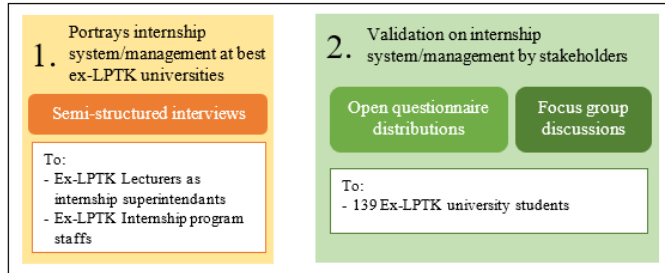 1.
Portrays internship
system/management at best
ex-LPTK universities
Semi-structured interviews
To:
- Ex-LPTK Lecturers as
internship superintendants
- Ex-LPTK Internship program
staffs
2.
Validation on internship
system/management by stakeholders
Open questionnaire
distributions
Focus group
discussions
To:
- 139 Ex-LPTK university students